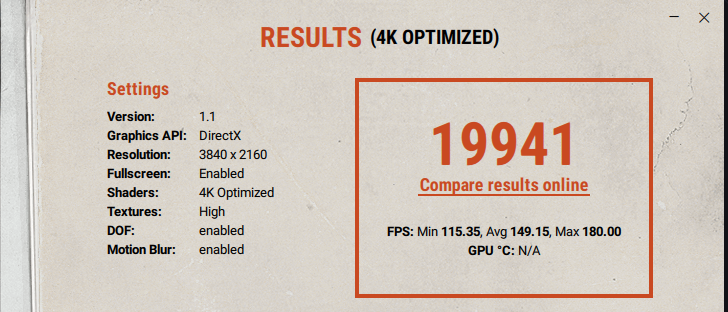 RESULTS (4K OPTIMIZED)
Settings
Version: 1.1
Graphics API: DirectX
Resolution: 3840 x 2160
Fullscreen: Enabled
Shaders: 4K Optimized
Textures: High
DOF: enabled
Motion Blur: enabled
19941
Compare results online
FPS: Min 115.35, Avg 149.15, Max 180.00
GPU °C: N/A